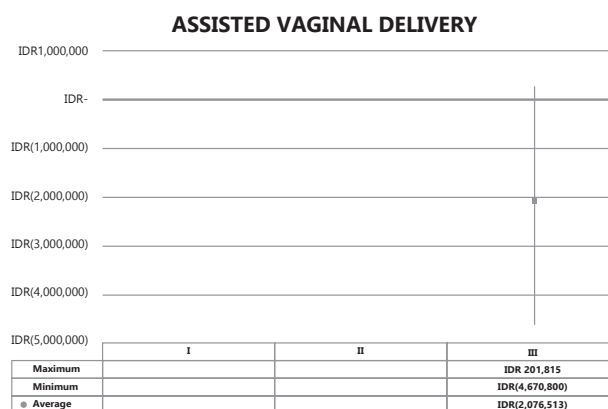 ASSISTED VAGINAL DELIVERY
IDR1,000,000
IDR-
IDR(1,000,000)
IDR(2,000,000)
IDR(3,000,000)
IDR(4,000,000)
IDR(5,000,000)
I II III
Maximum IDR 201,815
Minimum IDR(4,670,800)
Average IDR(2,076,513)